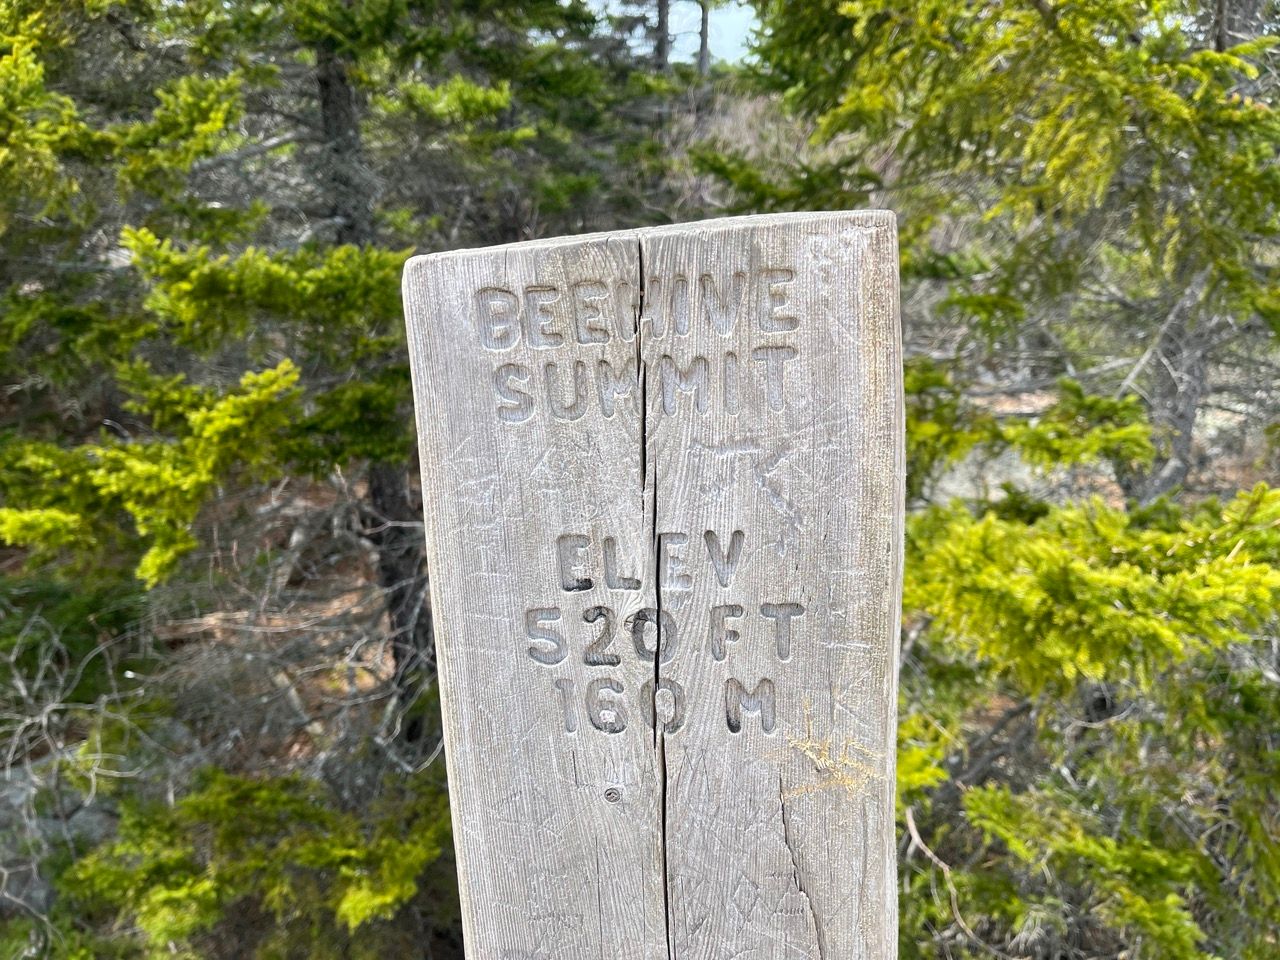 BEEHIVE
SUMMIT
ELEV
520 FT
160 M